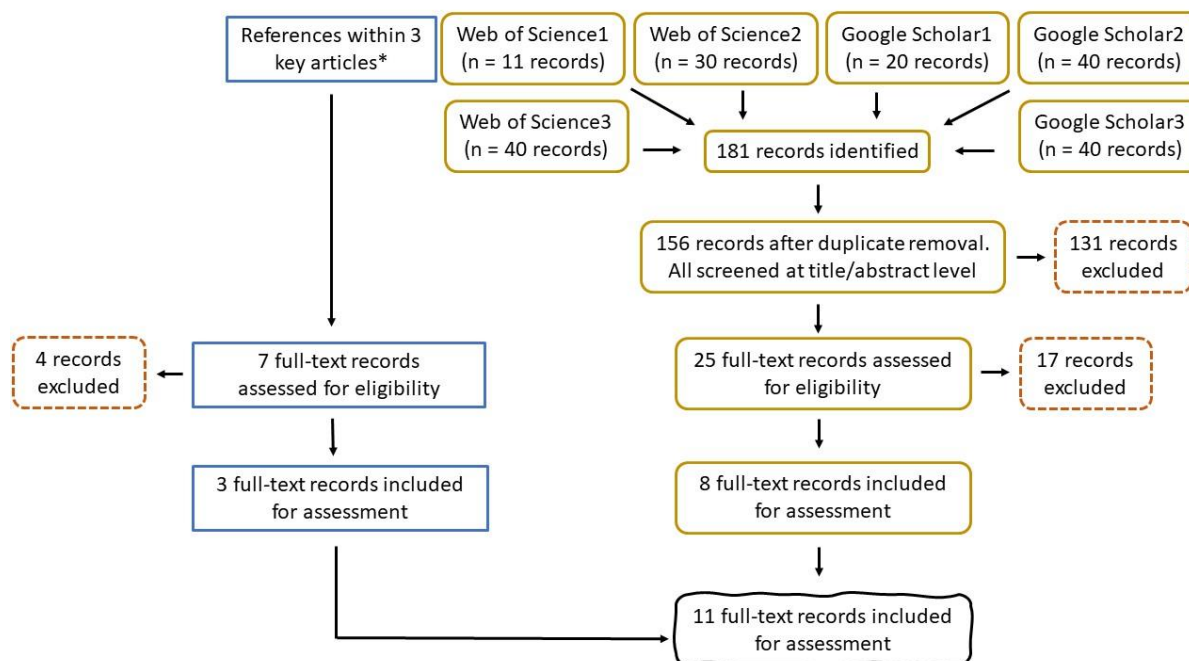 References within 3
key articles*
Web of Science1
(n = 11 records)
Web of Science2
(n = 30 records)
Google Scholar1
(n = 20 records)
Google Scholar2
(n = 40 records)
Web of Science3
(n = 40 records)
181 records identified
Google Scholar3
(n = 40 records)
156 records after duplicate removal.
All screened at title/abstract level
131 records
excluded
4 records
excluded
7 full-text records
assessed for eligibility
25 full-text records assessed
for eligibility
17 records
excluded
3 full-text records included
for assessment
8 full-text records included
for assessment
11 full-text records included
for assessment